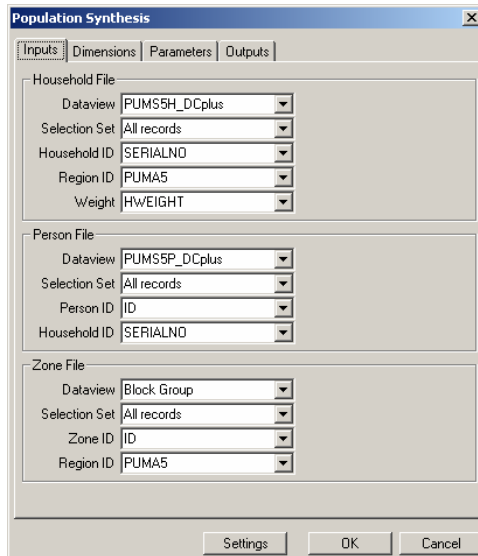 Population Synthesis
Inputs Dimensions Parameters Outputs
Household File
Dataview PUMS5H_DCplus
Selection Set All records
Household ID SERIALNO
Region ID PUMA5
Weight HWEIGHT
Person File
Dataview PUMS5P_DCplus
Selection Set All records
Person ID ID
Household ID SERIALNO
Zone File
Dataview Block Group
Selection Set All records
Zone ID ID
Region ID PUMA5
Settings OK Cancel